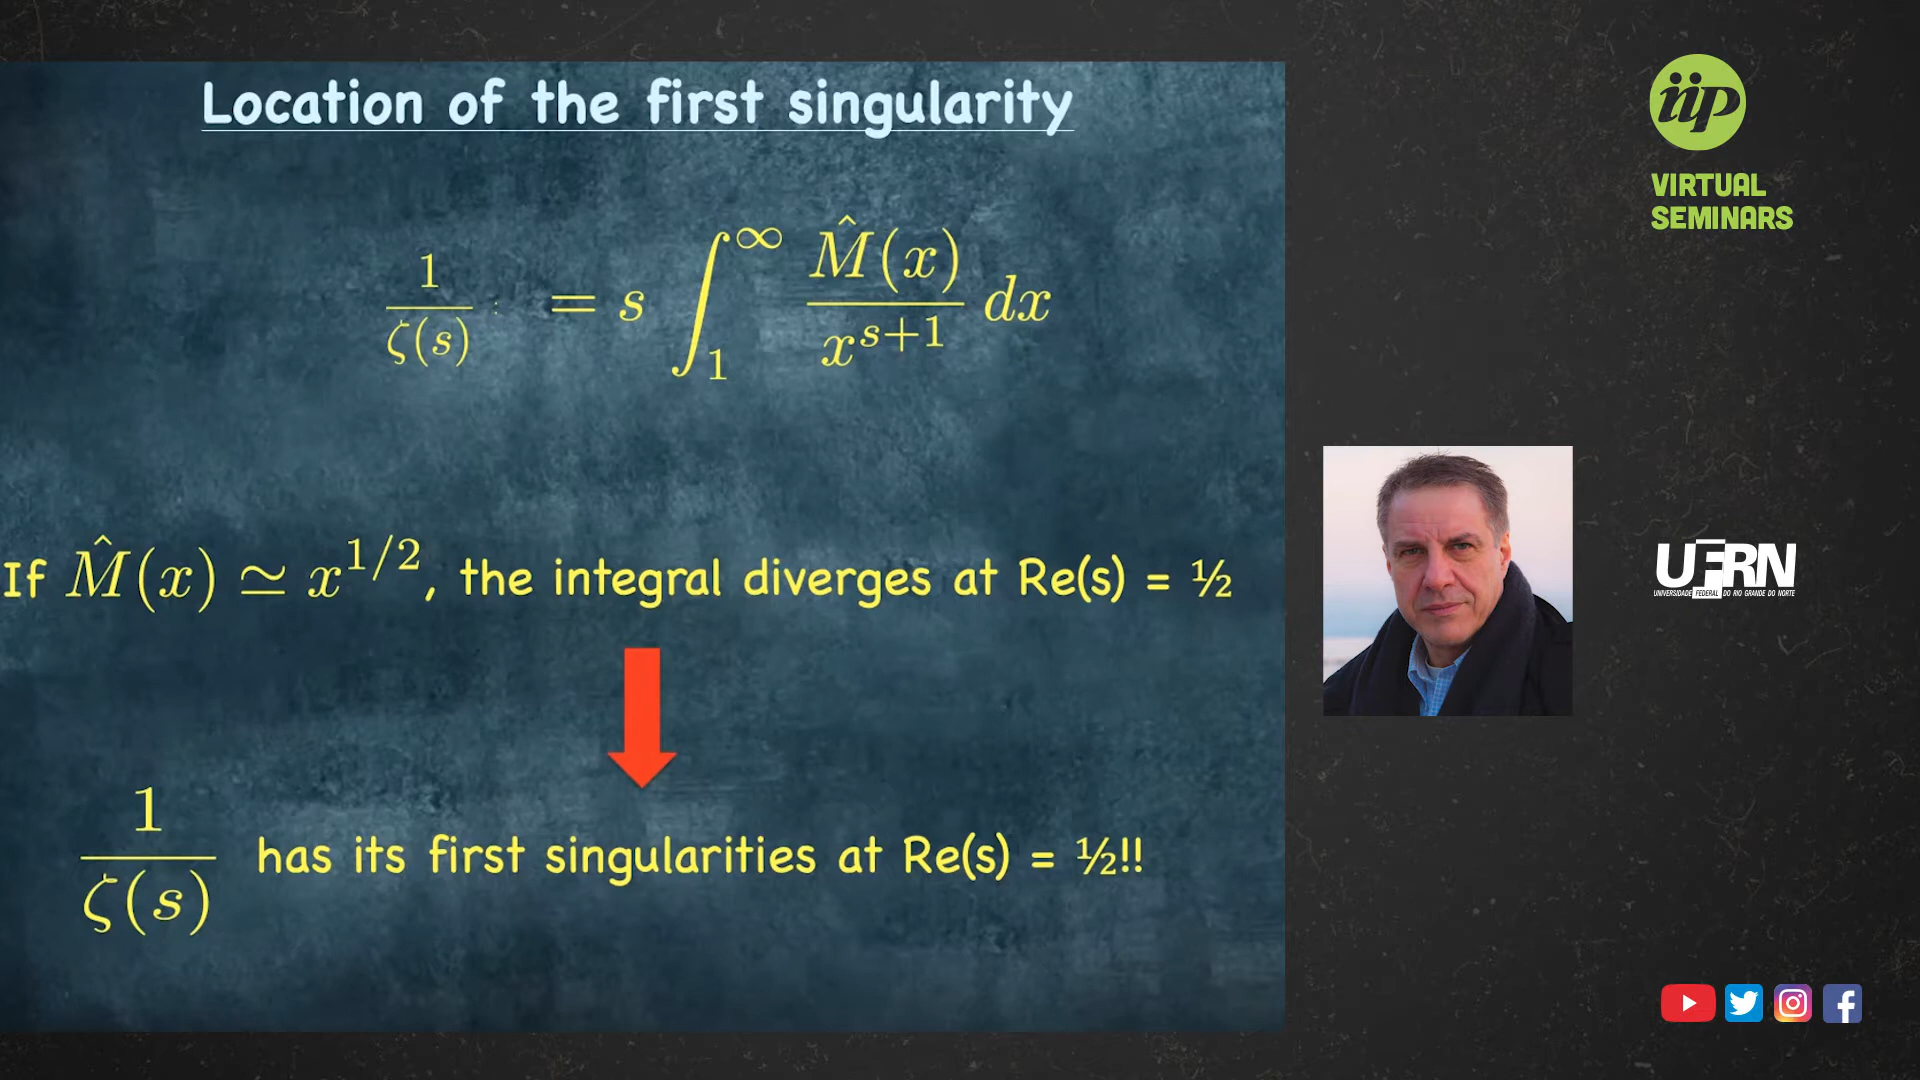 Location of the first singularity
1/ζ(s) = s ∫_1^∞ M̂(x)/x^{s+1} dx
If M̂(x) ≃ x^{1/2}, the integral diverges at Re(s) = ½
1/ζ(s) has its first singularities at Re(s) = ½!!
iip
VIRTUAL
SEMINARS
UFRN
UNIVERSIDADE FEDERAL DO RIO GRANDE DO NORTE